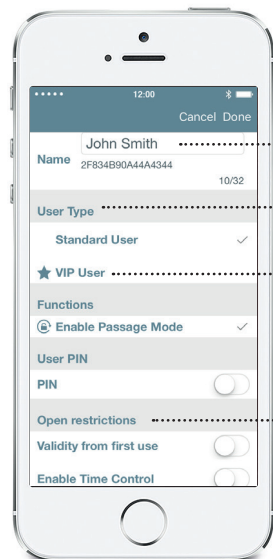 12:00
Cancel Done
John Smith
Name
2F834B90A44A4344
10/32
User Type
Standard User
VIP User
Functions
Enable Passage Mode
User PIN
PIN
Open restrictions
Validity from first use
Enable Time Control